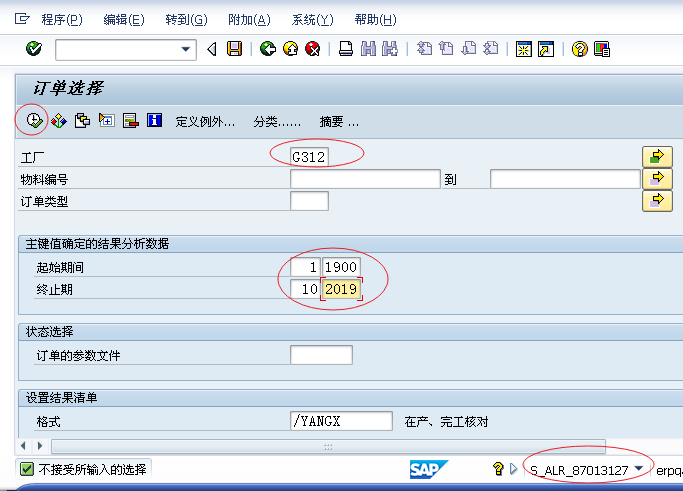 程序(P) 编辑(E) 转到(G) 附加(A) 系统(Y) 帮助(H)
订单选择
定义例外... 分类...... 摘要 ...
工厂 G312
物料编号 到
订单类型
主键值确定的结果分析数据
起始期间 1 1900
终止期 10 2019
状态选择
订单的参数文件
设置结果清单
格式 /YANGX 在产、完工核对
不接受所输入的选择 SAP S_ALR_87013127 erpq